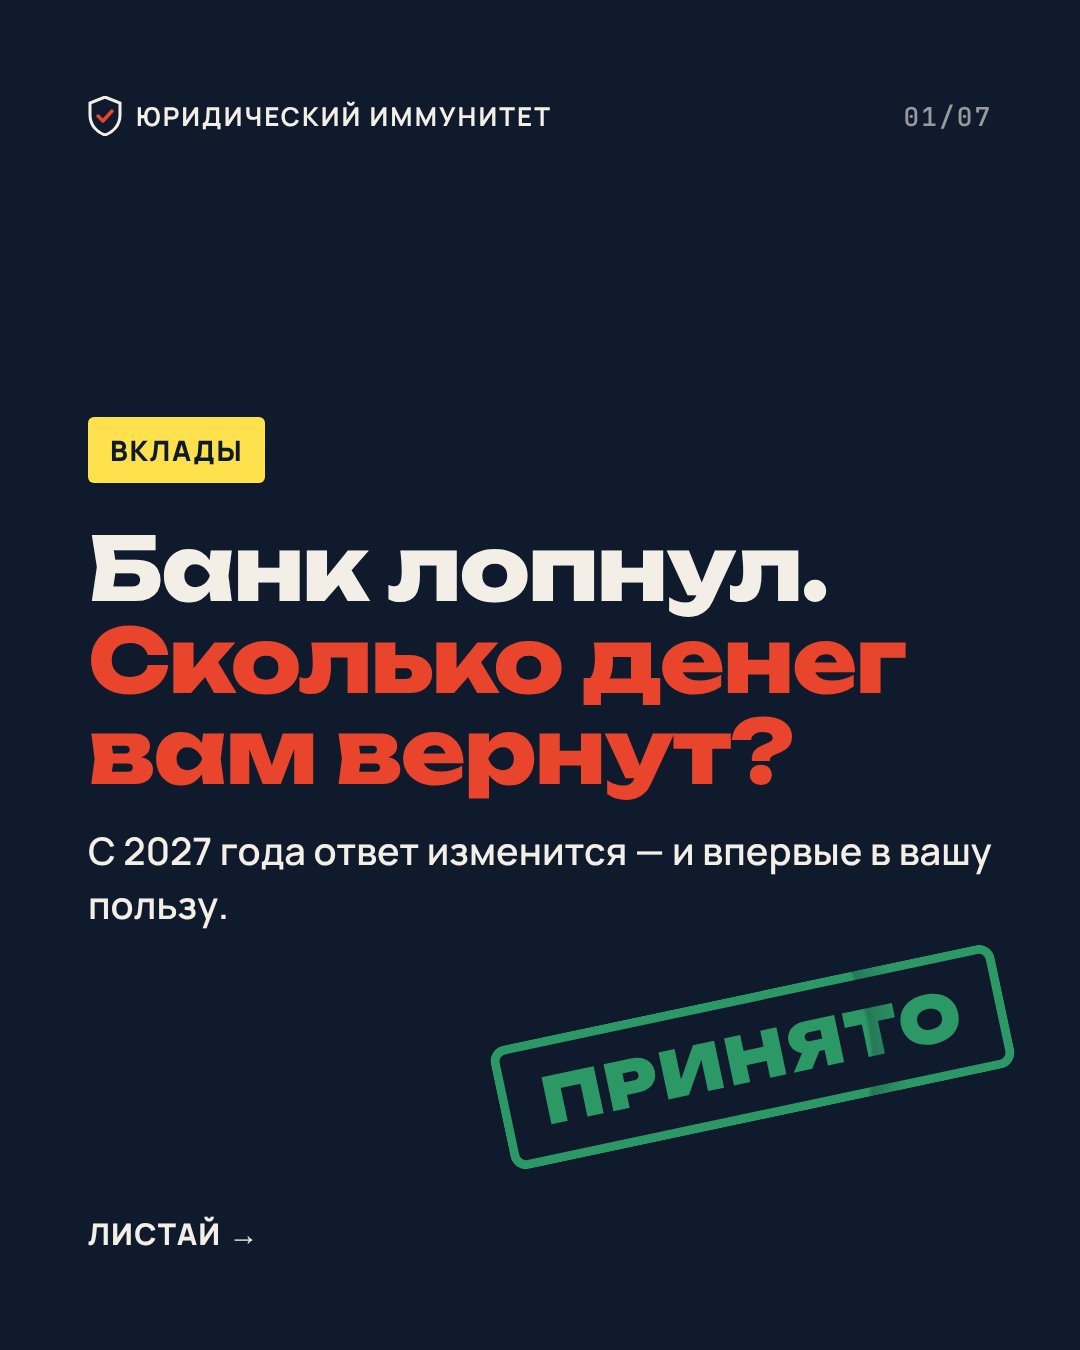 ЮРИДИЧЕСКИЙ ИММУНИТЕТ
01/07
ВКЛАДЫ
Банк лопнул.
Сколько денег
вам вернут?
С 2027 года ответ изменится — и впервые в вашу
пользу.
ПРИНЯТО
ЛИСТАЙ →